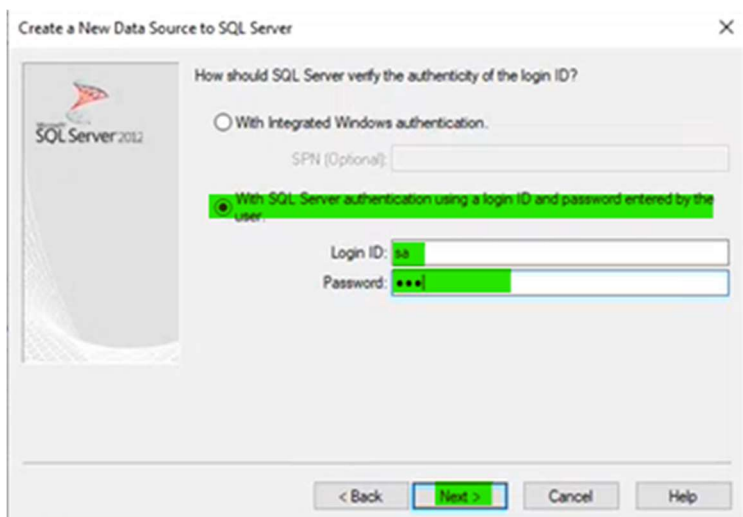 Create a New Data Source to SQL Server
How should SQL Server verify the authenticity of the login ID?
Microsoft
SQL Server 2012
With Integrated Windows authentication.
SPN (Optional):
With SQL Server authentication using a login ID and password entered by the
user.
Login ID: sa
Password: •••
< Back Next > Cancel Help